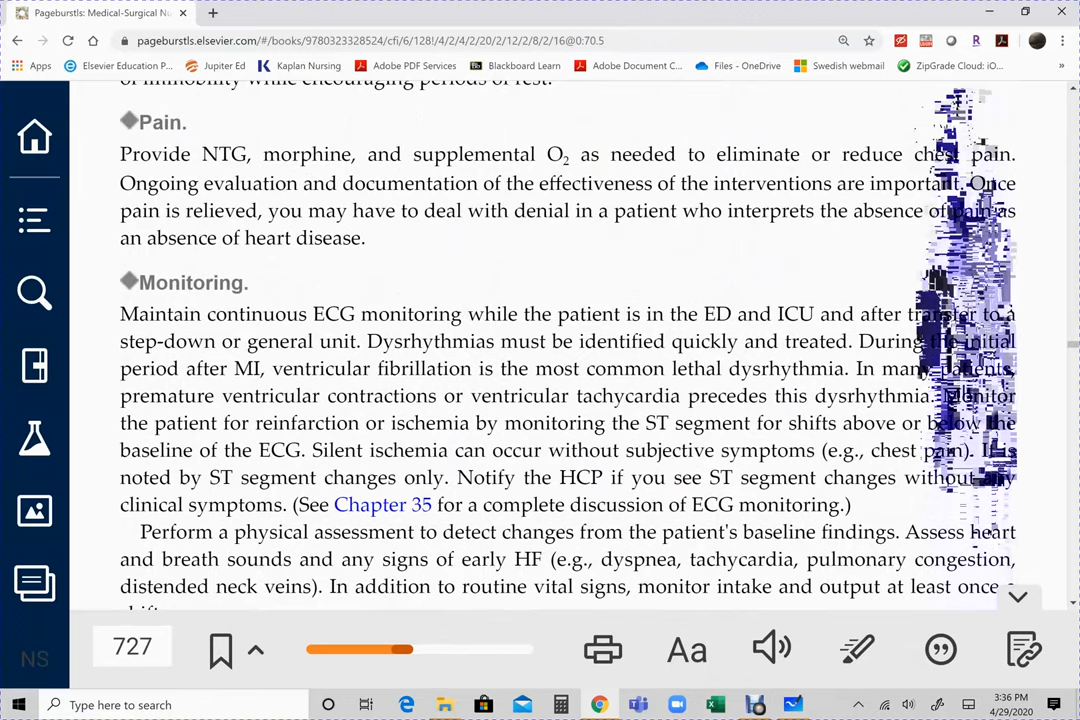 Pageburstls: Medical-Surgical Nu
pageburstls.elsevier.com/#/books/9780323328524/cfi/6/128!/4/2/4/2/20/2/12/2/8/2/16@0:70.5
Apps Elsevier Education P... Jupiter Ed Kaplan Nursing Adobe PDF Services Blackboard Learn Adobe Document C... Files - OneDrive Swedish webmail ZipGrade Cloud: iO... »
of immobility while encouraging periods of rest.
Pain.
Provide NTG, morphine, and supplemental O2 as needed to eliminate or reduce chest pain.
Ongoing evaluation and documentation of the effectiveness of the interventions are important. Once
pain is relieved, you may have to deal with denial in a patient who interprets the absence of pain as
an absence of heart disease.
Monitoring.
Maintain continuous ECG monitoring while the patient is in the ED and ICU and after transfer to a
step-down or general unit. Dysrhythmias must be identified quickly and treated. During the initial
period after MI, ventricular fibrillation is the most common lethal dysrhythmia. In many patients,
premature ventricular contractions or ventricular tachycardia precedes this dysrhythmia. Monitor
the patient for reinfarction or ischemia by monitoring the ST segment for shifts above or below the
baseline of the ECG. Silent ischemia can occur without subjective symptoms (e.g., chest pain). It is
noted by ST segment changes only. Notify the HCP if you see ST segment changes without any
clinical symptoms. (See Chapter 35 for a complete discussion of ECG monitoring.)
Perform a physical assessment to detect changes from the patient's baseline findings. Assess heart
and breath sounds and any signs of early HF (e.g., dyspnea, tachycardia, pulmonary congestion,
distended neck veins). In addition to routine vital signs, monitor intake and output at least once a
shift
NS
727
Aa
Type here to search
3:36 PM
4/29/2020